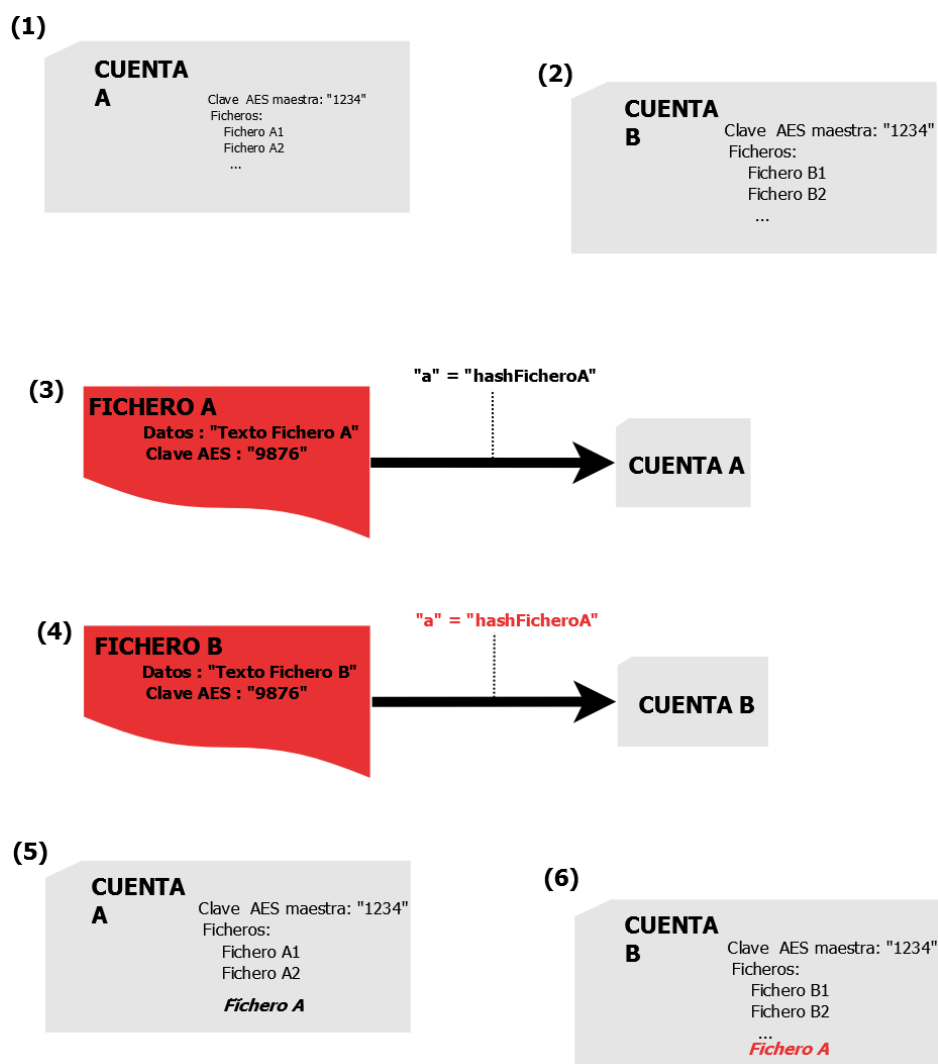 (1)
CUENTA
A
Clave AES maestra: "1234"
Ficheros:
Fichero A1
Fichero A2
...
(2)
CUENTA
B
Clave AES maestra: "1234"
Ficheros:
Fichero B1
Fichero B2
...
(3)
FICHERO A
Datos : "Texto Fichero A"
Clave AES : "9876"
"a" = "hashFicheroA"
CUENTA A
(4)
FICHERO B
Datos : "Texto Fichero B"
Clave AES : "9876"
"a" = "hashFicheroA"
CUENTA B
(5)
CUENTA
A
Clave AES maestra: "1234"
Ficheros:
Fichero A1
Fichero A2
...
Fichero A
(6)
CUENTA
B
Clave AES maestra: "1234"
Ficheros:
Fichero B1
Fichero B2
...
Fichero A